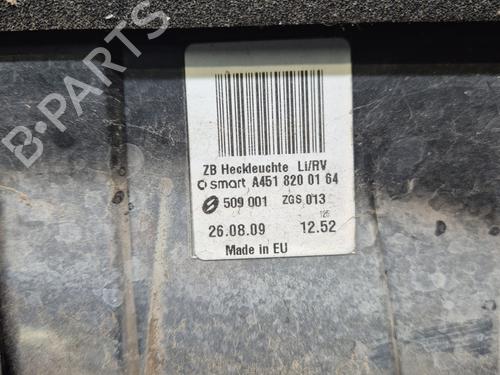 ZB Heckleuchte Li/RV
smart A451 820 01 64
509 001 ZGS 013
125
26.08.09 12.52
Made in EU
B-PARTS